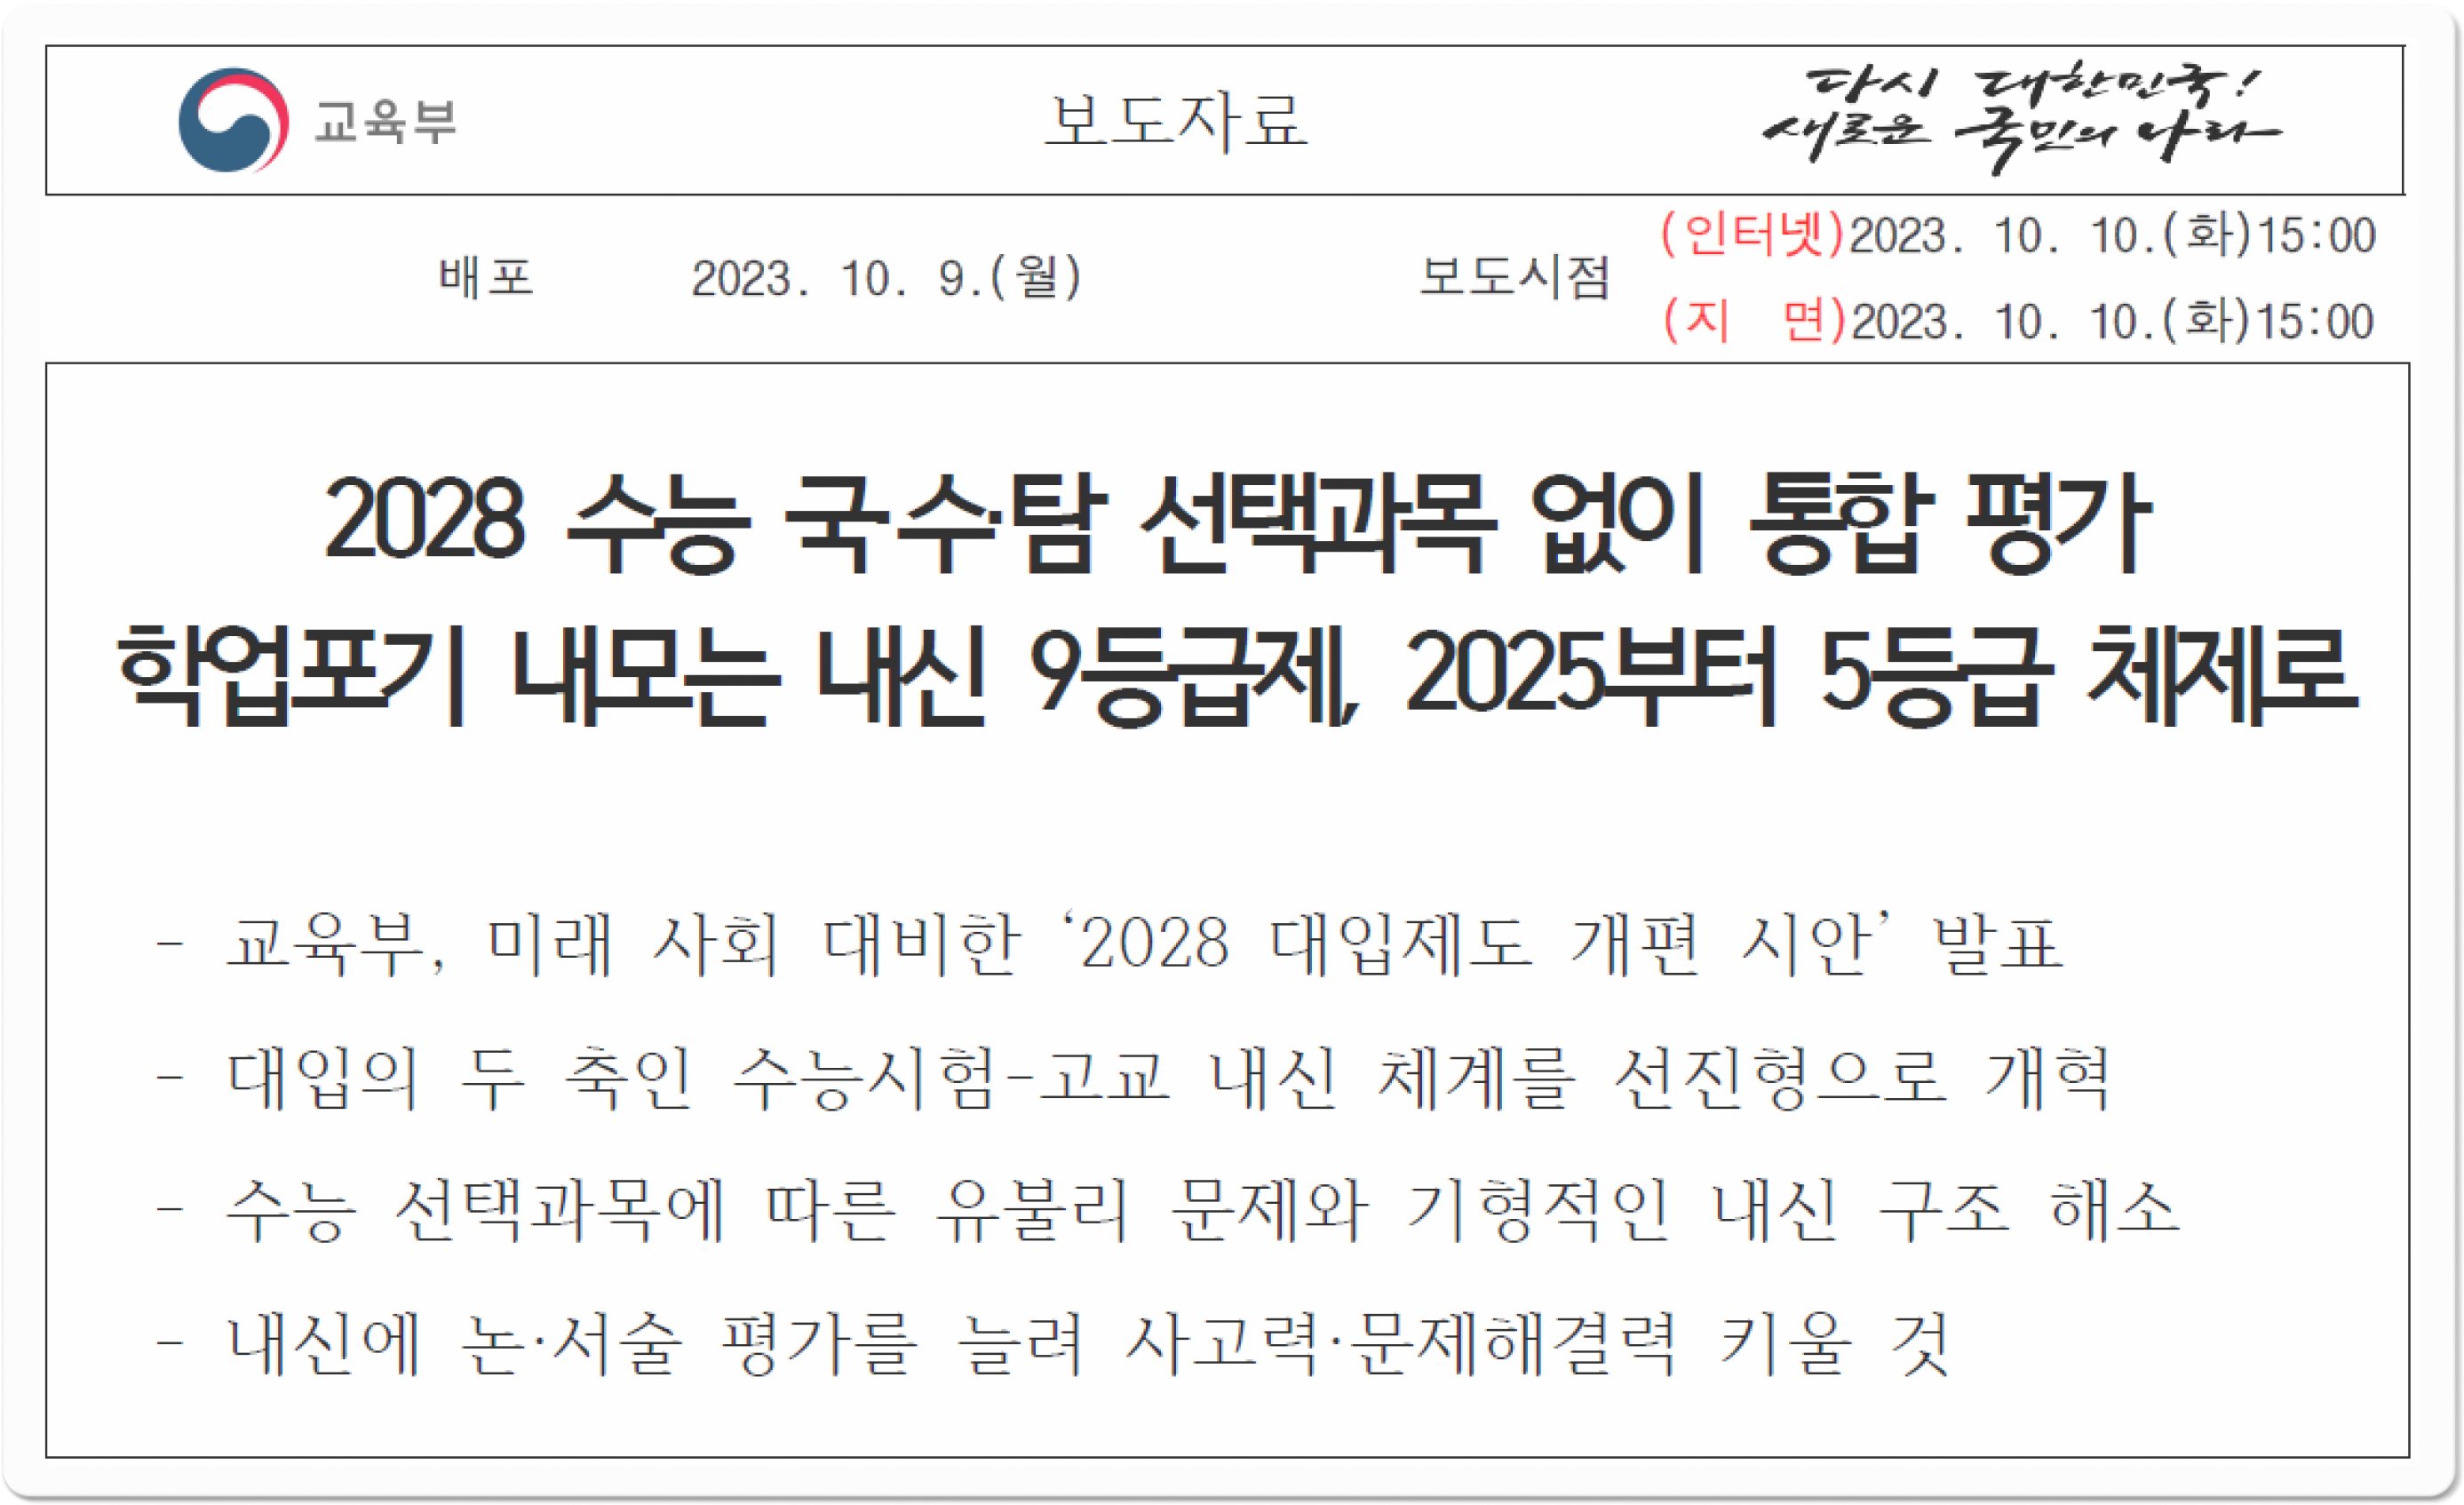 교육부
보도자료
다시 대한민국!
새로운 국민의 나라
배포 2023. 10. 9.(월)
보도시점
(인터넷)2023. 10. 10.(화)15:00
(지 면)2023. 10. 10.(화)15:00
2028 수능 국·수·탐 선택과목 없이 통합 평가
학업포기 내모는 내신 9등급제, 2025부터 5등급 체제로
- 교육부, 미래 사회 대비한 ‘2028 대입제도 개편 시안’ 발표
- 대입의 두 축인 수능시험-고교 내신 체계를 선진형으로 개혁
- 수능 선택과목에 따른 유불리 문제와 기형적인 내신 구조 해소
- 내신에 논·서술 평가를 늘려 사고력·문제해결력 키울 것